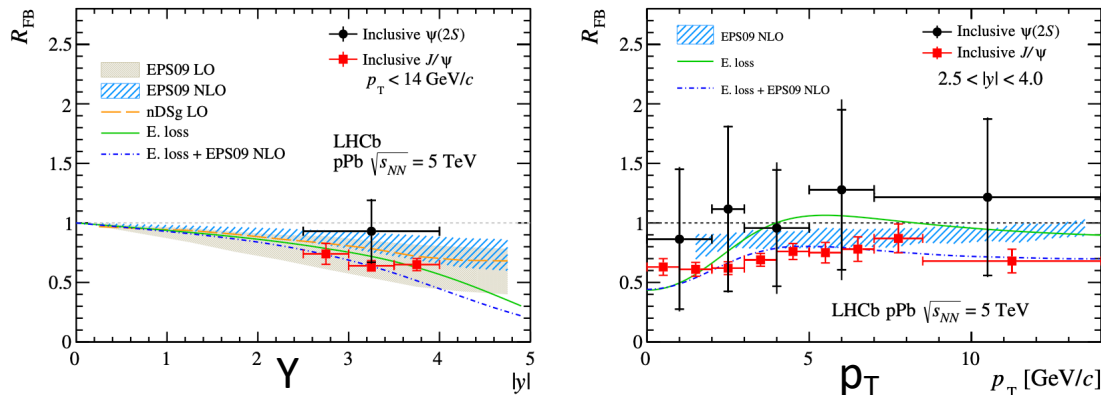 R_FB
2.5
2
1.5
1
0.5
0
0 1 2 3 4 5
Inclusive ψ(2S)
Inclusive J/ψ
p_T < 14 GeV/c
EPS09 LO
EPS09 NLO
nDSg LO
E. loss
E. loss + EPS09 NLO
LHCb
pPb √s_NN = 5 TeV
Y
|y|
R_FB
2.5
2
1.5
1
0.5
0
0 5 10
EPS09 NLO
E. loss
E. loss + EPS09 NLO
Inclusive ψ(2S)
Inclusive J/ψ
2.5 < |y| < 4.0
LHCb pPb √s_NN = 5 TeV
p_T
p_T [GeV/c]